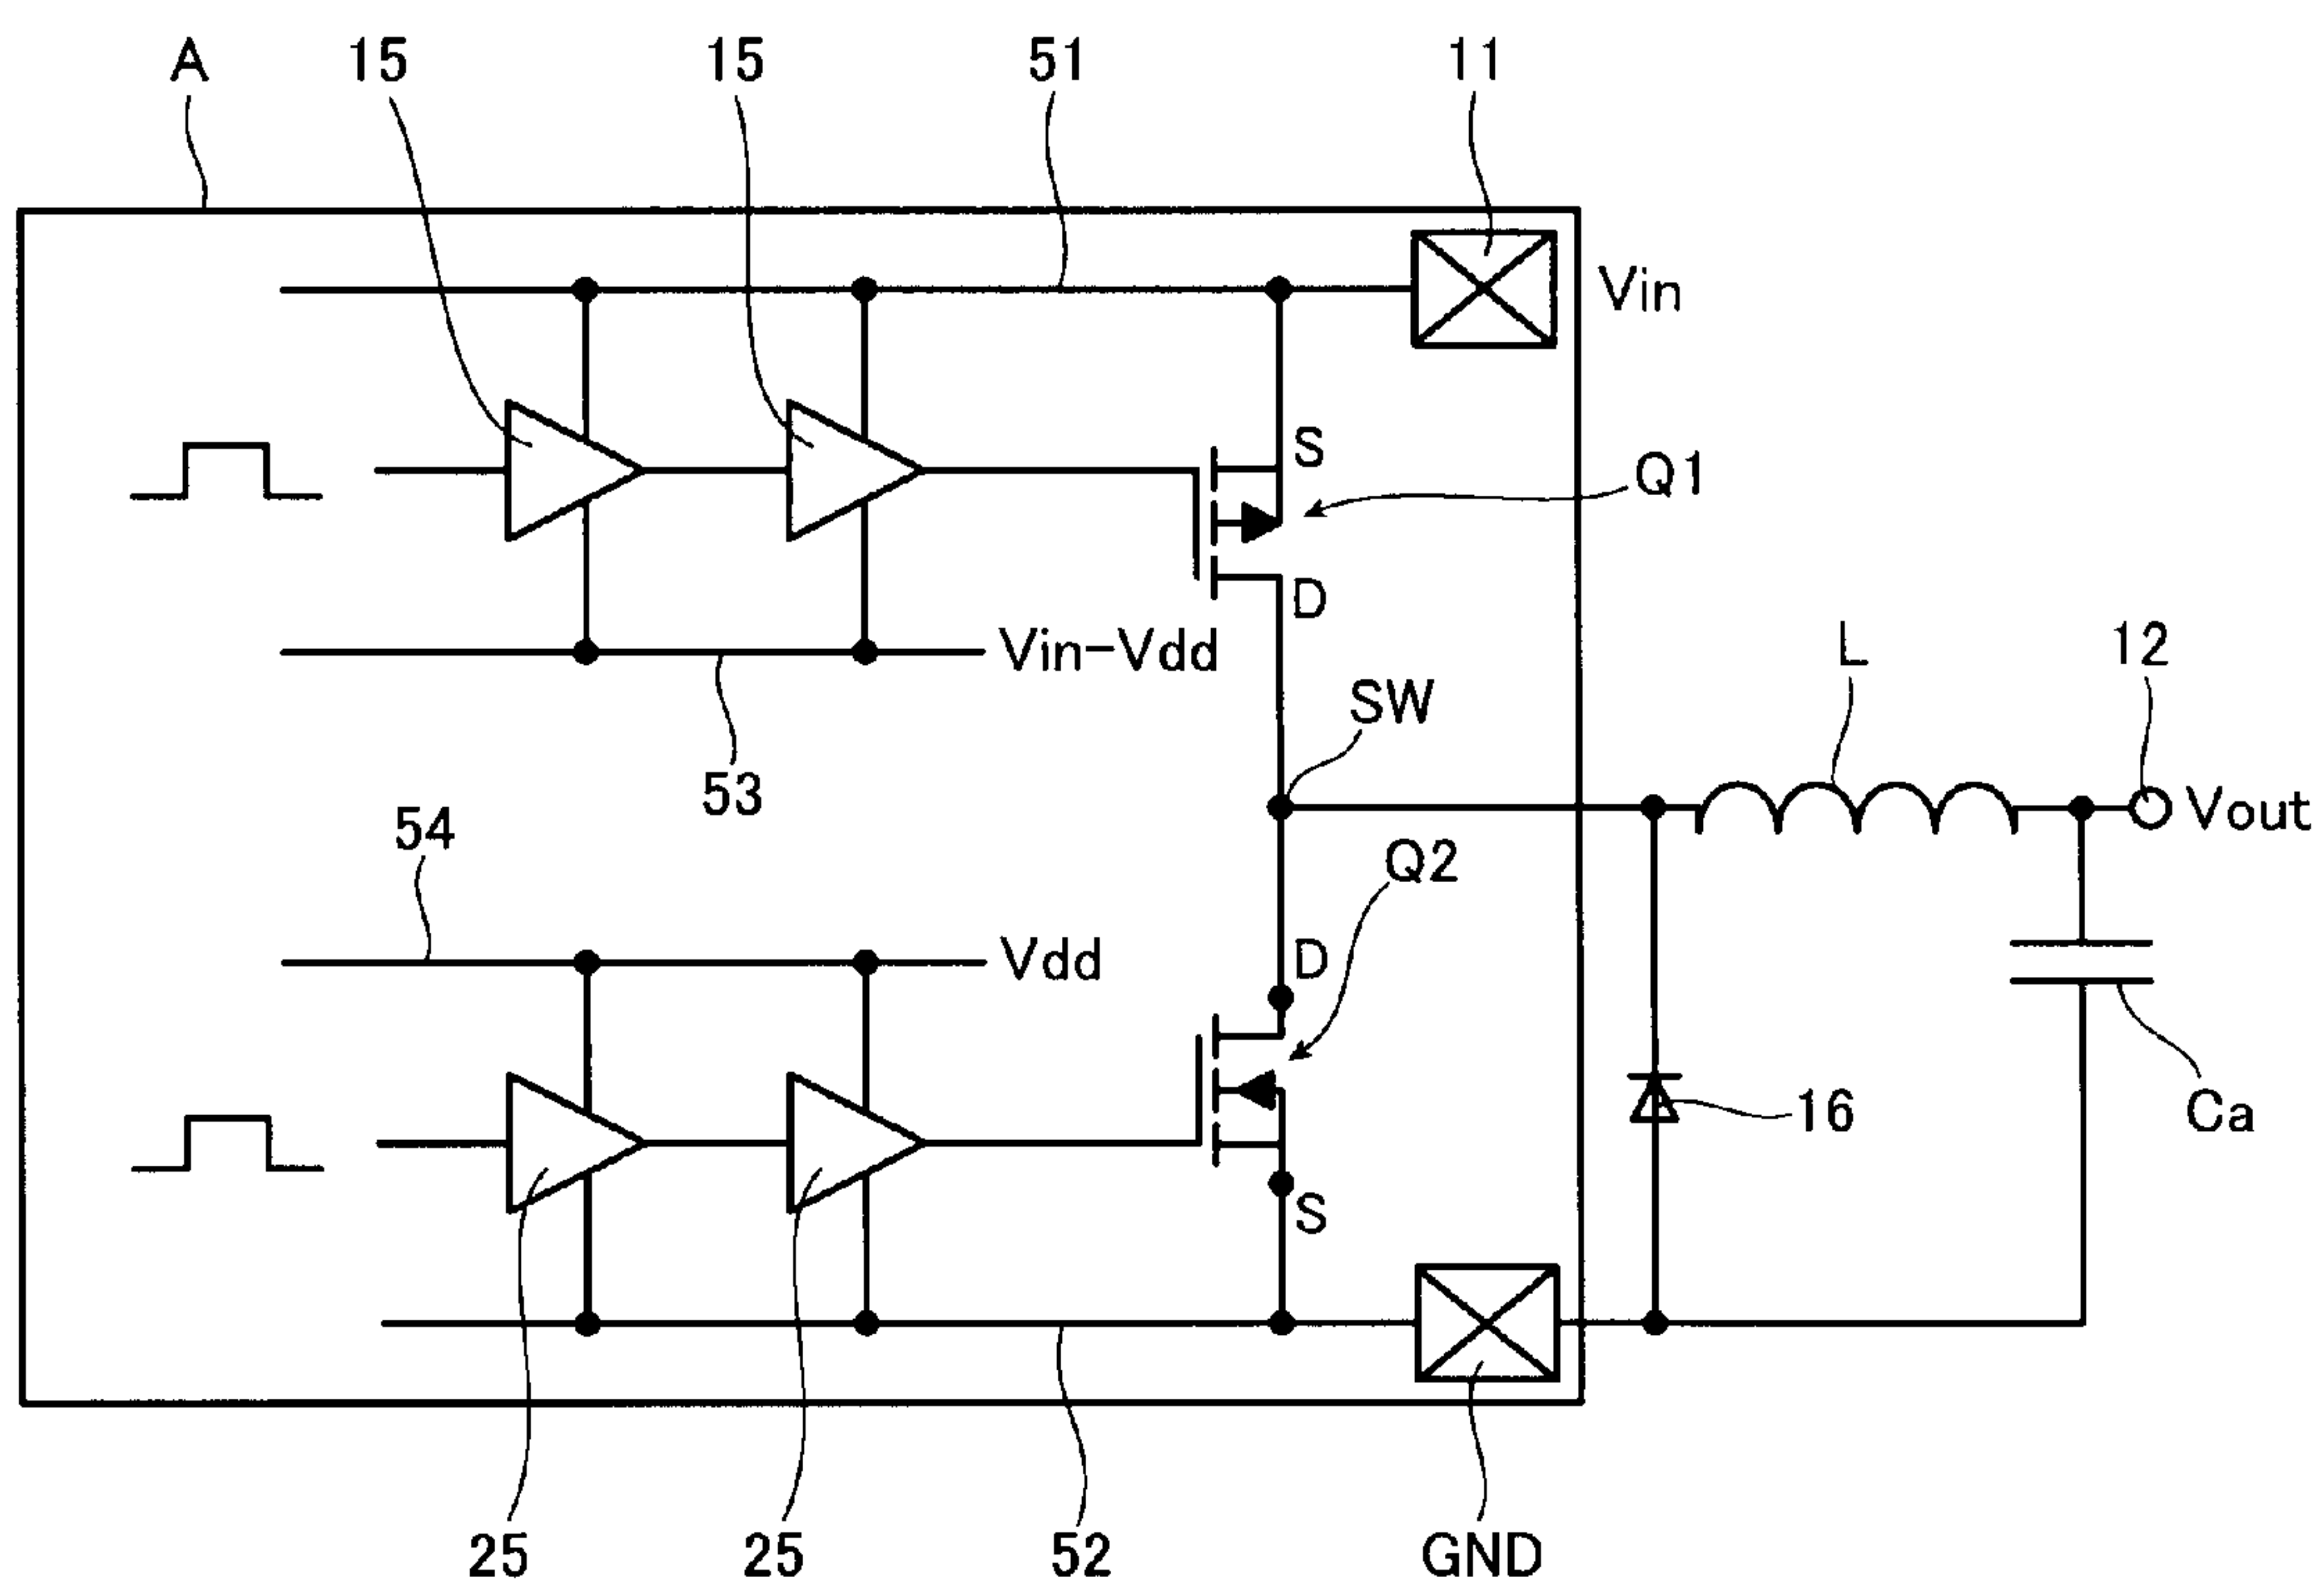 A 15 15 51 11
Vin
S
Q1
D
Vin-Vdd
SW
L
12
53
54
Vout
Q2
D
Vdd
16
Ca
S
25 25 52 GND